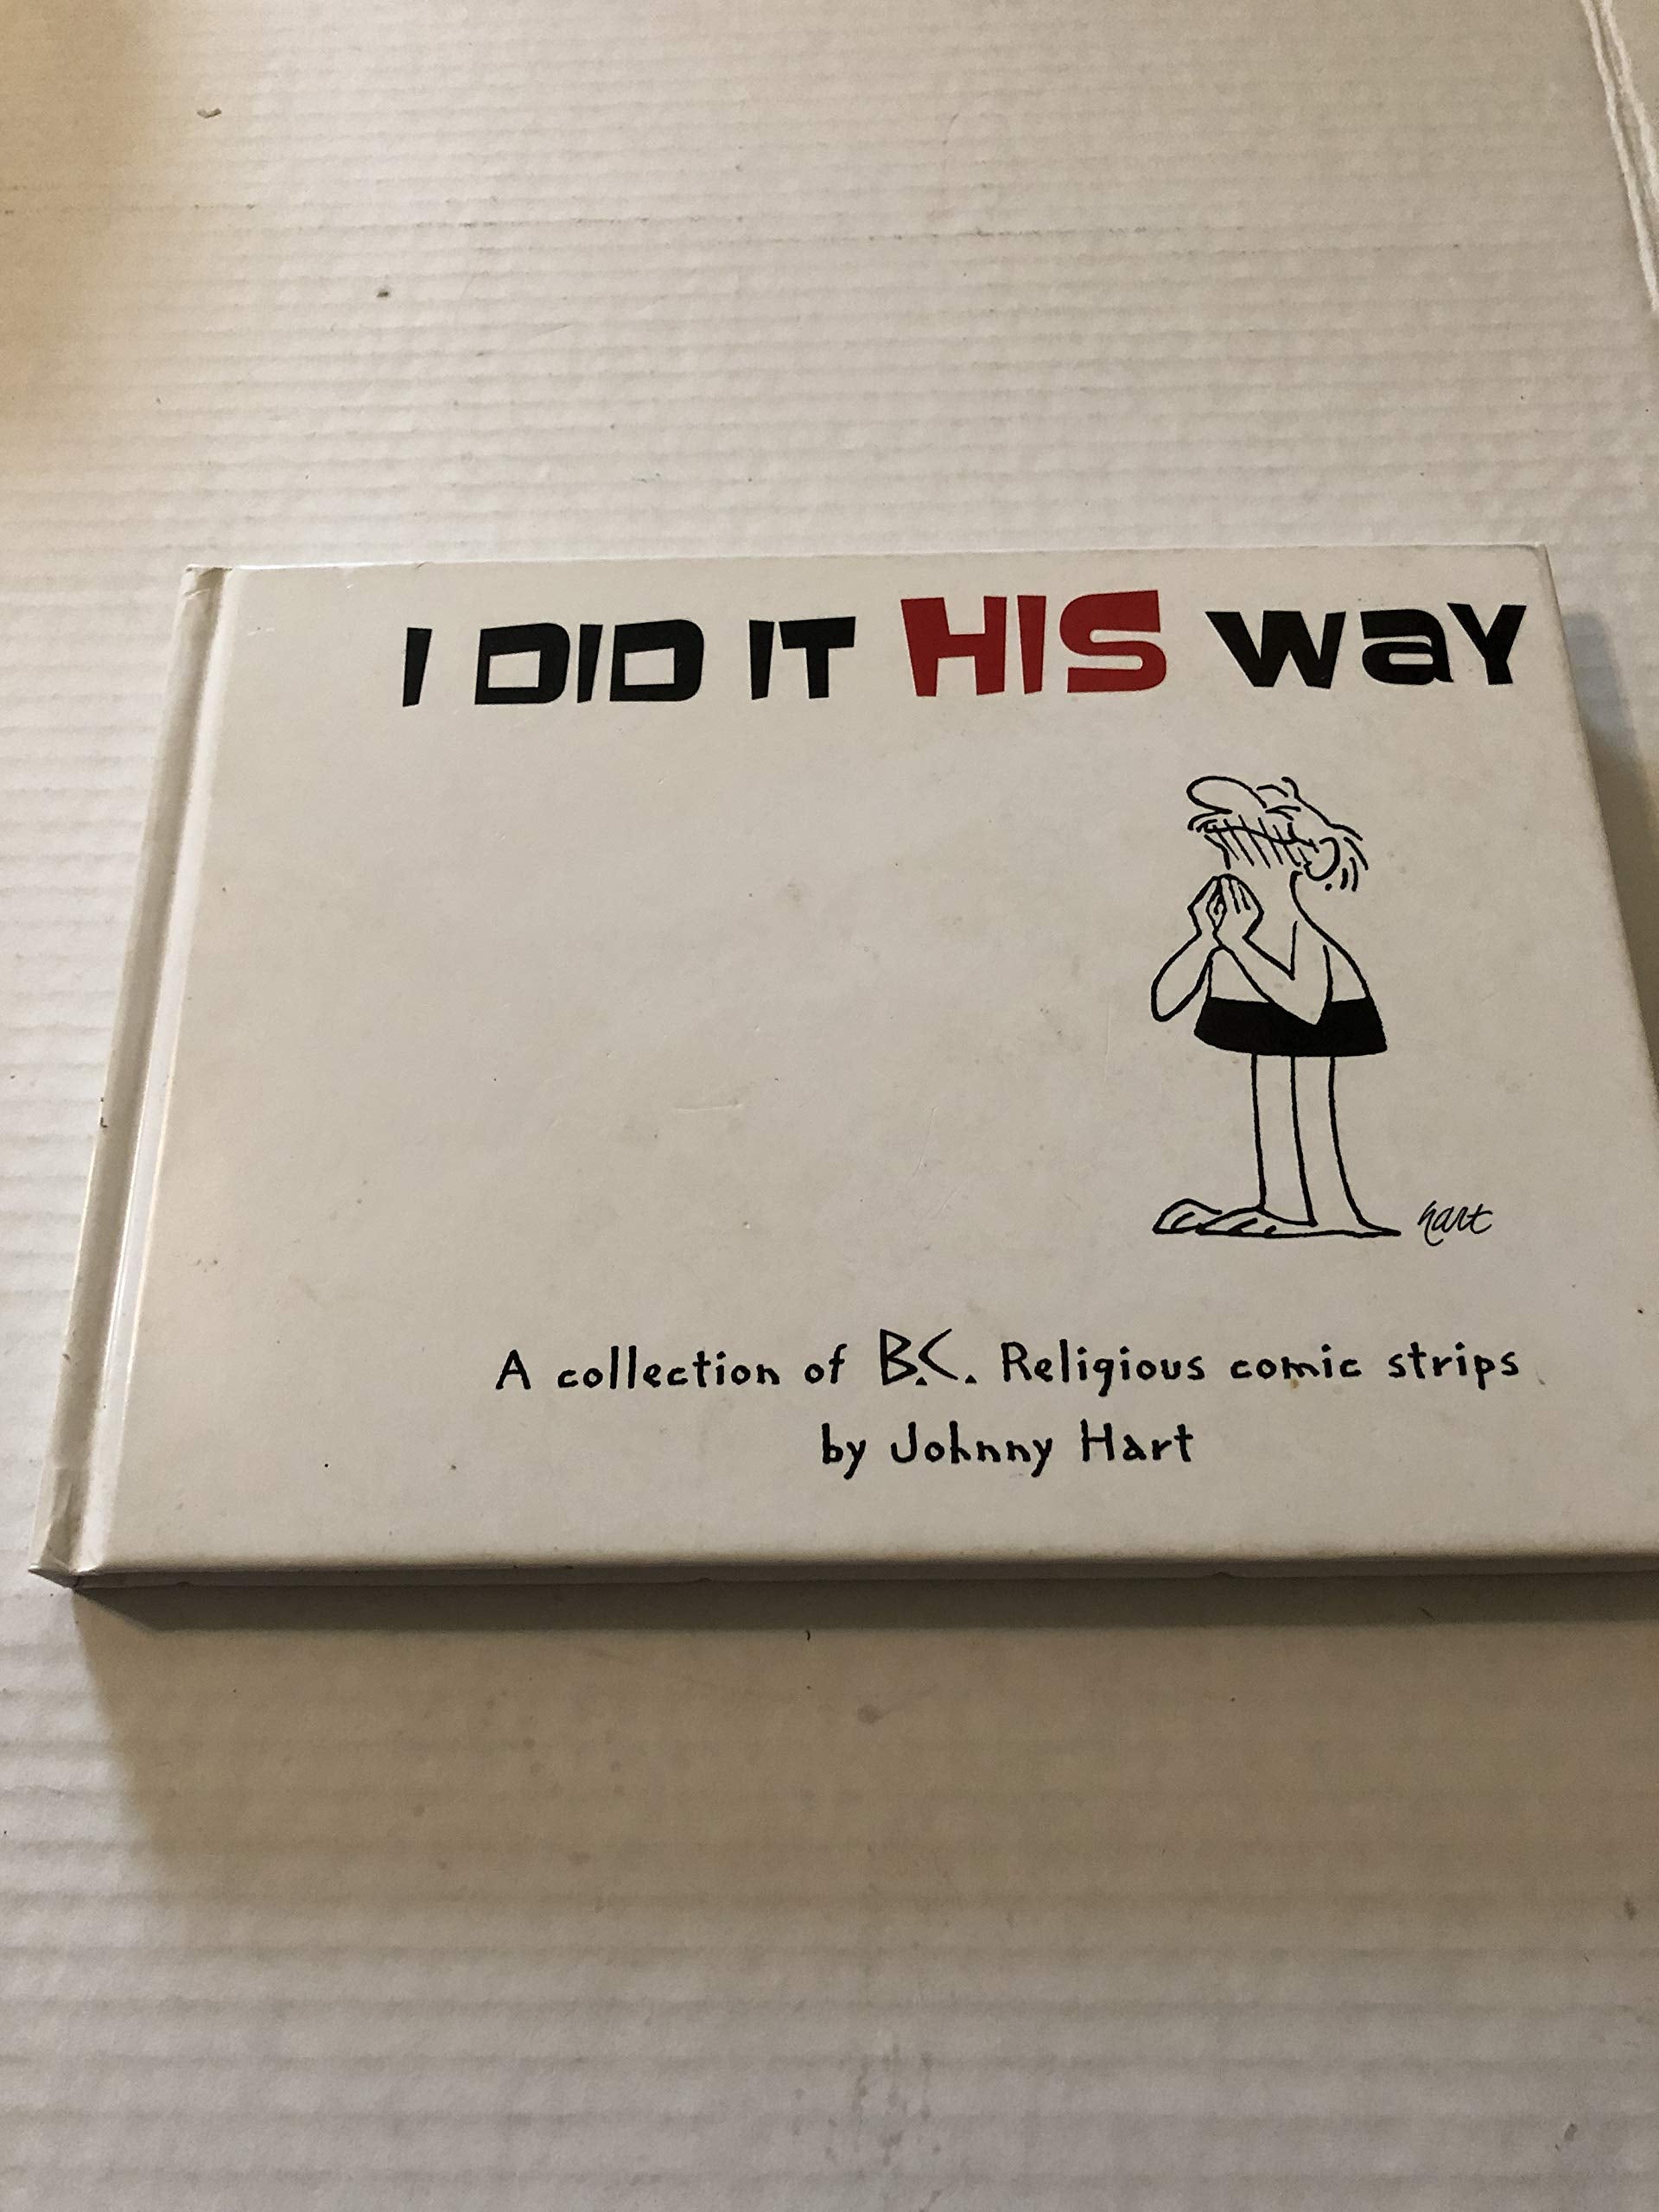 I DID IT HIS WaY
hart
A collection of B.C. Religious comic strips
by Johnny Hart